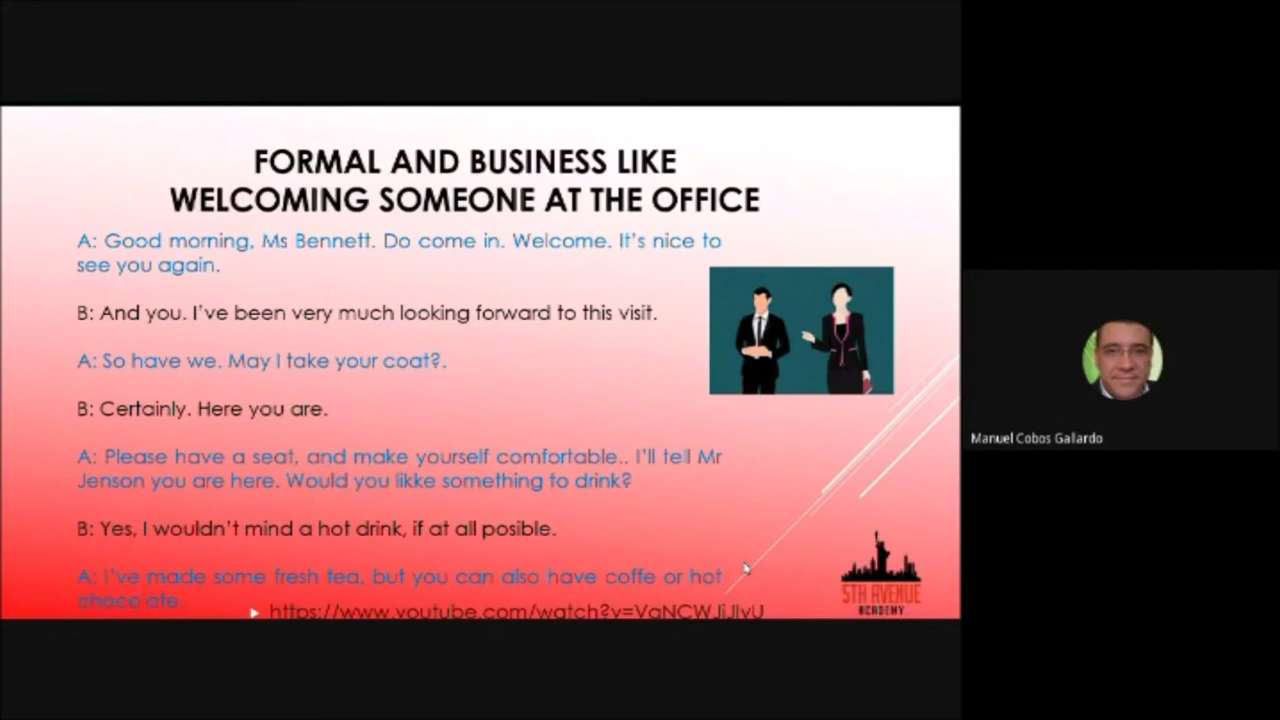 FORMAL AND BUSINESS LIKE
WELCOMING SOMEONE AT THE OFFICE
A: Good morning, Ms Bennett. Do come in. Welcome. It's nice to
see you again.
B: And you. I've been very much looking forward to this visit.
A: So have we. May I take your coat?.
B: Certainly. Here you are.
A: Please have a seat, and make yourself comfortable.. I'll tell Mr
Jenson you are here. Would you likke something to drink?
B: Yes, I wouldn't mind a hot drink, if at all posible.
A: I've made some fresh tea, but you can also have coffe or hot
chocolate.
5TH AVENUE
ACADEMY
Manuel Cobos Gallardo